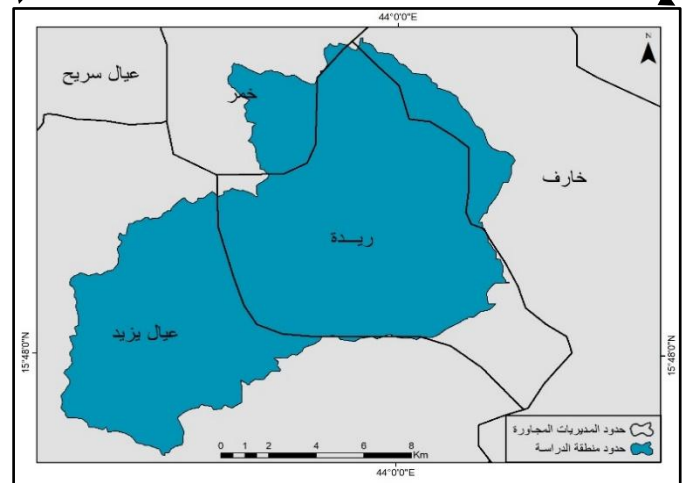 44°0'0"E
N
عيال سريح
خمر
خارف
ريـــدة
عيال يزيد
15°48'0"N
15°48'0"N
حدود المديريات المجاورة
حدود منطقة الدراسة
0 1 2 4 6 8
Km
44°0'0"E